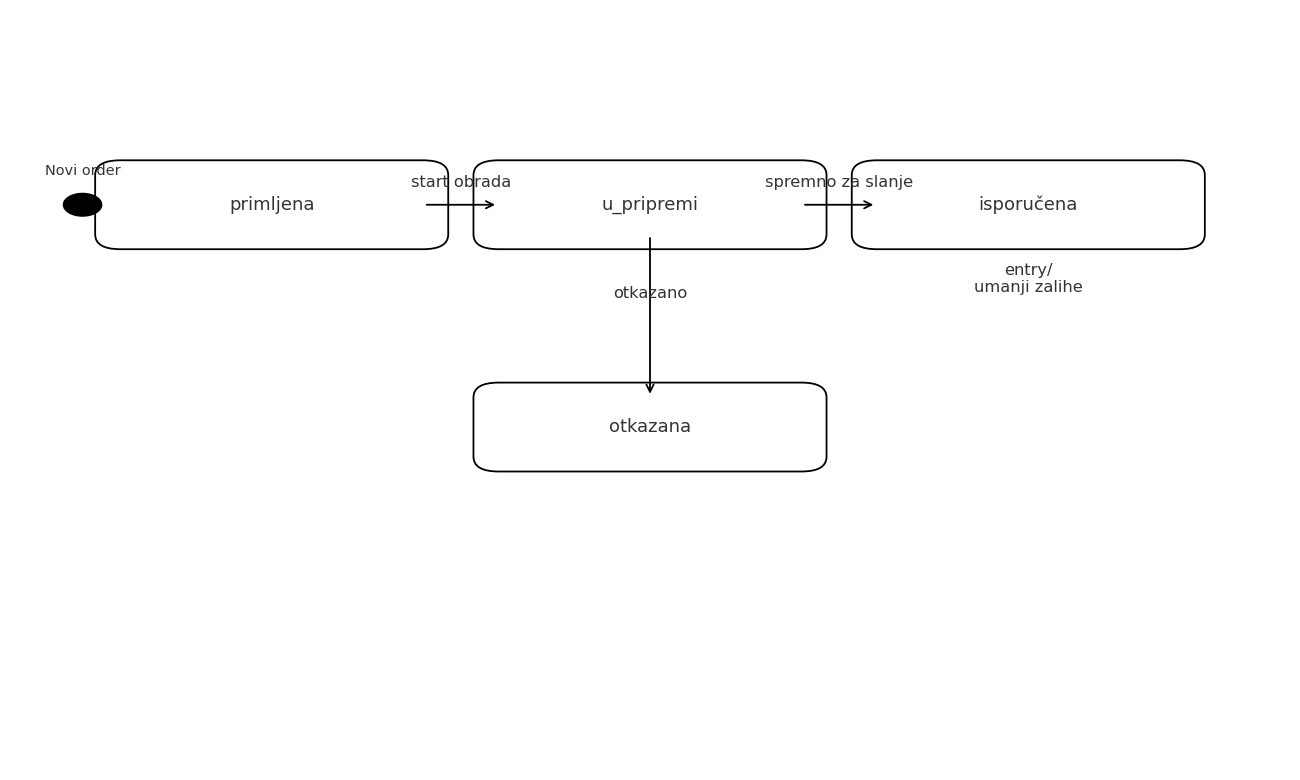 Novi order
primljena
start obrada
u_pripremi
spremno za slanje
isporučena
entry/
umanji zalihe
otkazano
otkazana